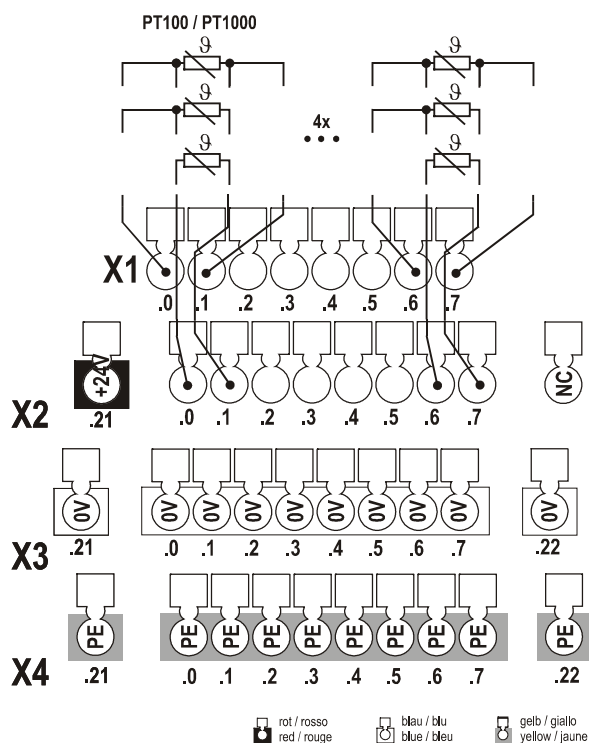 PT100 / PT1000
ϑ ϑ
ϑ ϑ
4x
ϑ ϑ
X1
.0 .1 .2 .3 .4 .5 .6 .7
+24V NC
X2 .21 .0 .1 .2 .3 .4 .5 .6 .7
0V 0V 0V 0V 0V 0V 0V 0V 0V 0V
X3 .21 .0 .1 .2 .3 .4 .5 .6 .7 .22
PE PE PE PE PE PE PE PE PE PE
X4 .21 .0 .1 .2 .3 .4 .5 .6 .7 .22
rot / rosso blau / blu gelb / giallo
red / rouge blue / bleu yellow / jaune